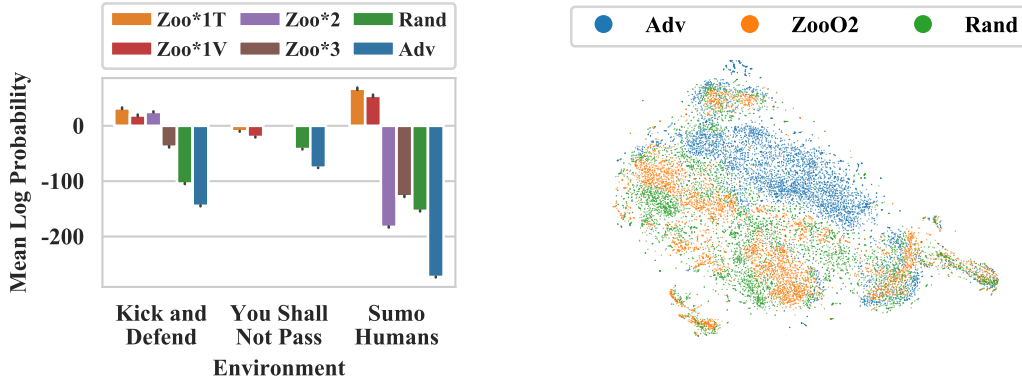 Zoo*1T Zoo*2 Rand
Zoo*1V Zoo*3 Adv
Mean Log Probability
0
-100
-200
Kick and
Defend
You Shall
Not Pass
Sumo
Humans
Environment
Adv ZooO2 Rand